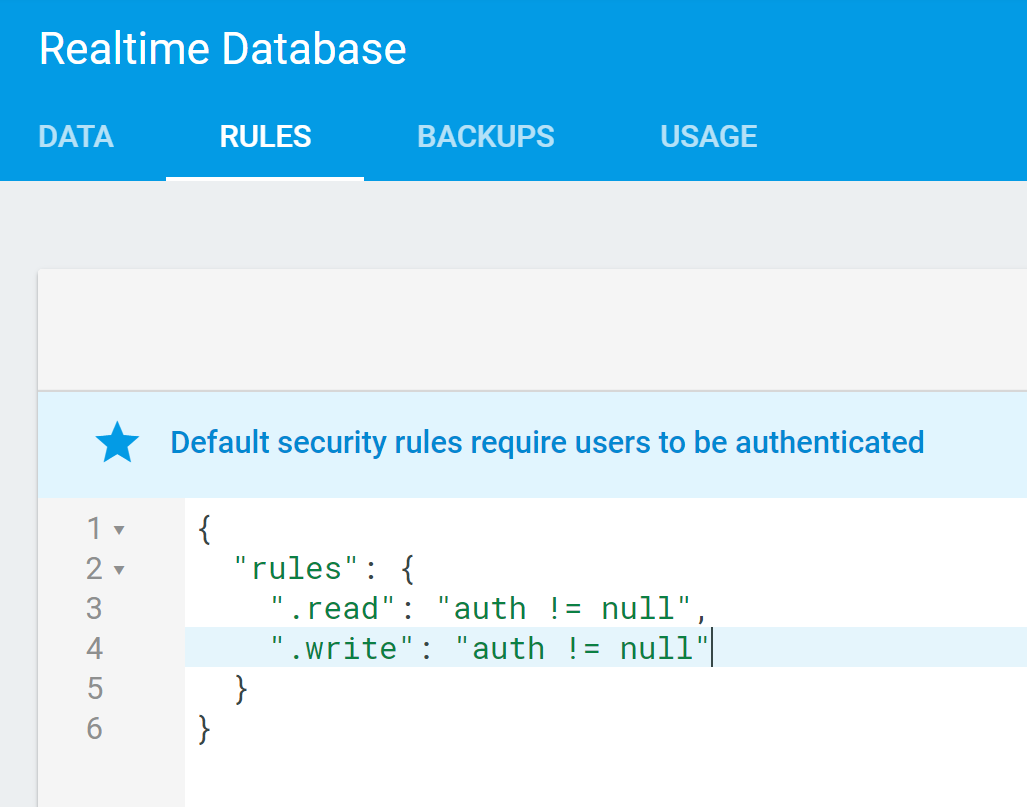 Realtime Database
DATA RULES BACKUPS USAGE
Default security rules require users to be authenticated
1 {
2 "rules": {
3 ".read": "auth != null",
4 ".write": "auth != null"
5 }
6 }